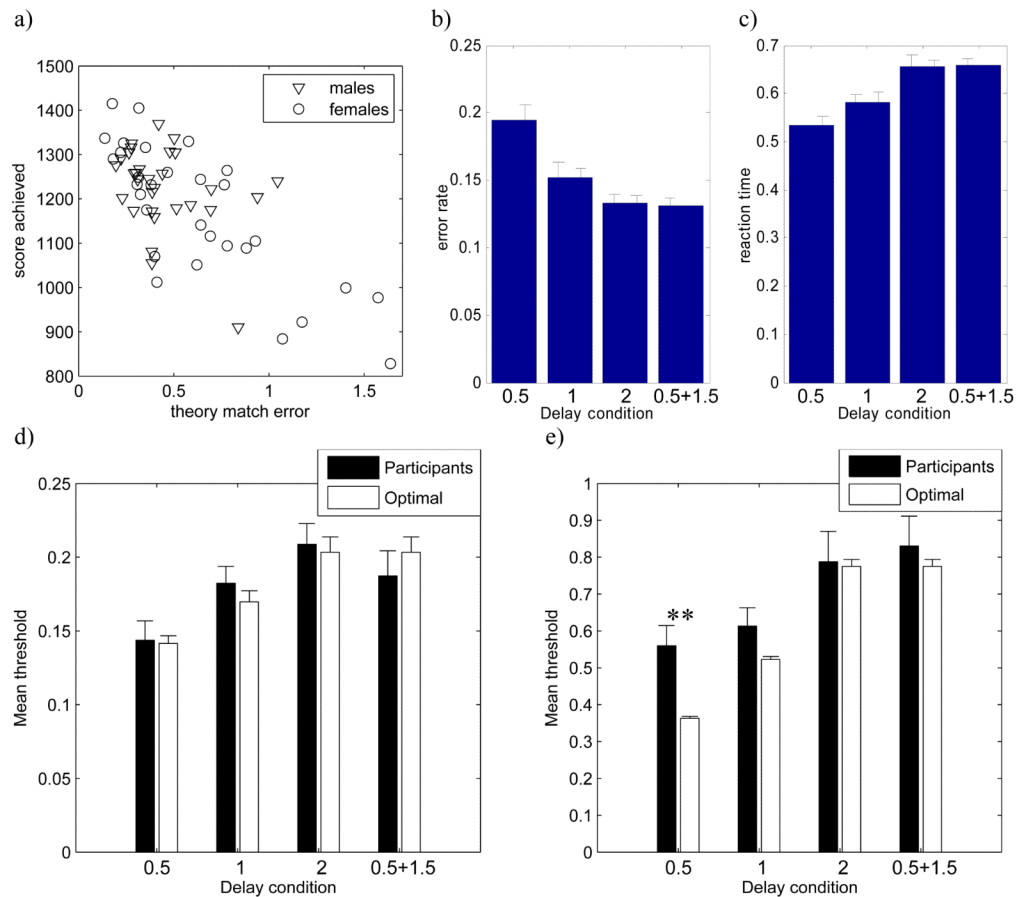 a)
1500
1400
1300
1200
1100
1000
900
800
score achieved
males
females
0
0.5
1
1.5
theory match error
b)
0.25
0.2
0.15
0.1
0.05
0
error rate
0.5
1
2
0.5+1.5
Delay condition
c)
0.7
0.6
0.5
0.4
0.3
0.2
0.1
0
reaction time
0.5
1
2
0.5+1.5
Delay condition
d)
Participants
Optimal
0.25
0.2
0.15
0.1
0.05
0
Mean threshold
0.5
1
2
0.5+1.5
Delay condition
e)
Participants
Optimal
1
0.9
0.8
0.7
0.6
0.5
0.4
0.3
0.2
0.1
0
Mean threshold
**
0.5
1
2
0.5+1.5
Delay condition